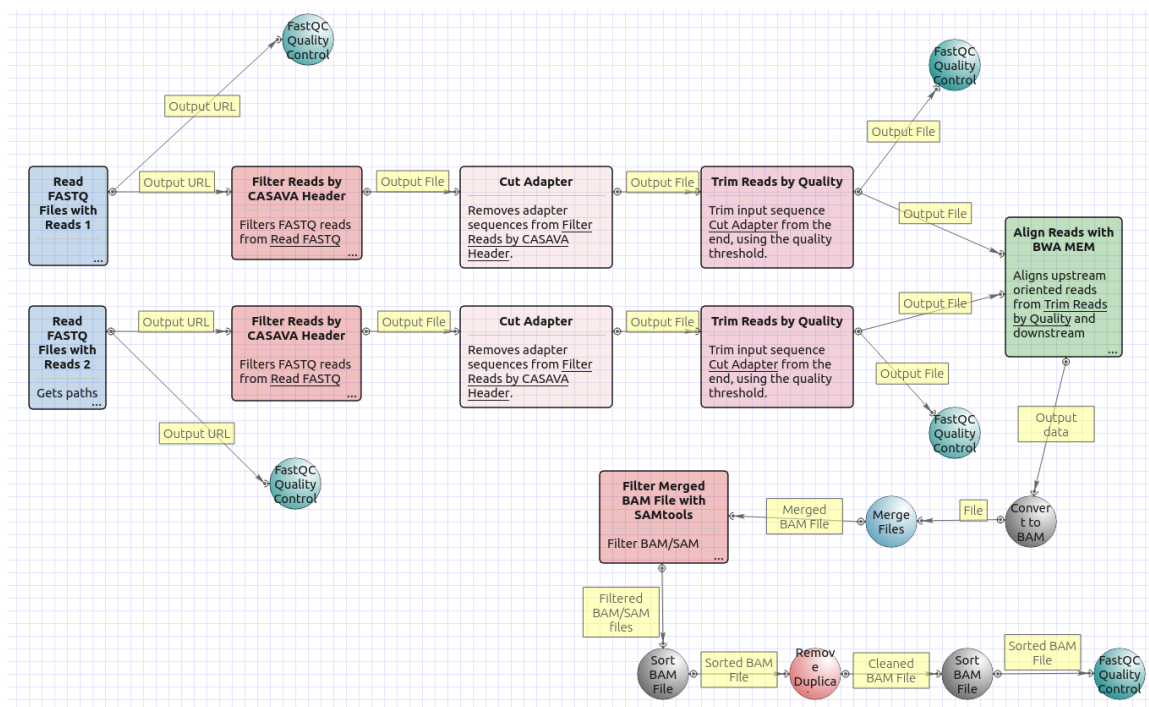 FastQC
Quality
Control
FastQC
Quality
Control
Output URL
Output File
Read
FASTQ
Files with
Reads 1
...
Output URL
Filter Reads by
CASAVA Header
Filters FASTQ reads
from Read FASTQ
...
Output File
Cut Adapter
Removes adapter
sequences from Filter
Reads by CASAVA
Header.
Output File
Trim Reads by Quality
Trim input sequence
Cut Adapter from the
end, using the quality
threshold.
Output File
Align Reads with
BWA MEM
Aligns upstream
oriented reads
from Trim Reads
by Quality and
downstream
...
Read
FASTQ
Files with
Reads 2
Gets paths
...
Output URL
Filter Reads by
CASAVA Header
Filters FASTQ reads
from Read FASTQ
...
Output File
Cut Adapter
Removes adapter
sequences from Filter
Reads by CASAVA
Header.
Output File
Trim Reads by Quality
Trim input sequence
Cut Adapter from the
end, using the quality
threshold.
Output File
Output File
Output URL
FastQC
Quality
Control
FastQC
Quality
Control
Output
data
Conver
t to
BAM
File
Merge
Files
Merged
BAM File
Filter Merged
BAM File with
SAMtools
Filter BAM/SAM
...
Filtered
BAM/SAM
files
Sort
BAM
File
Sorted BAM
File
Remov
e
Duplica
Cleaned
BAM File
Sort
BAM
File
Sorted BAM
File
FastQC
Quality
Control